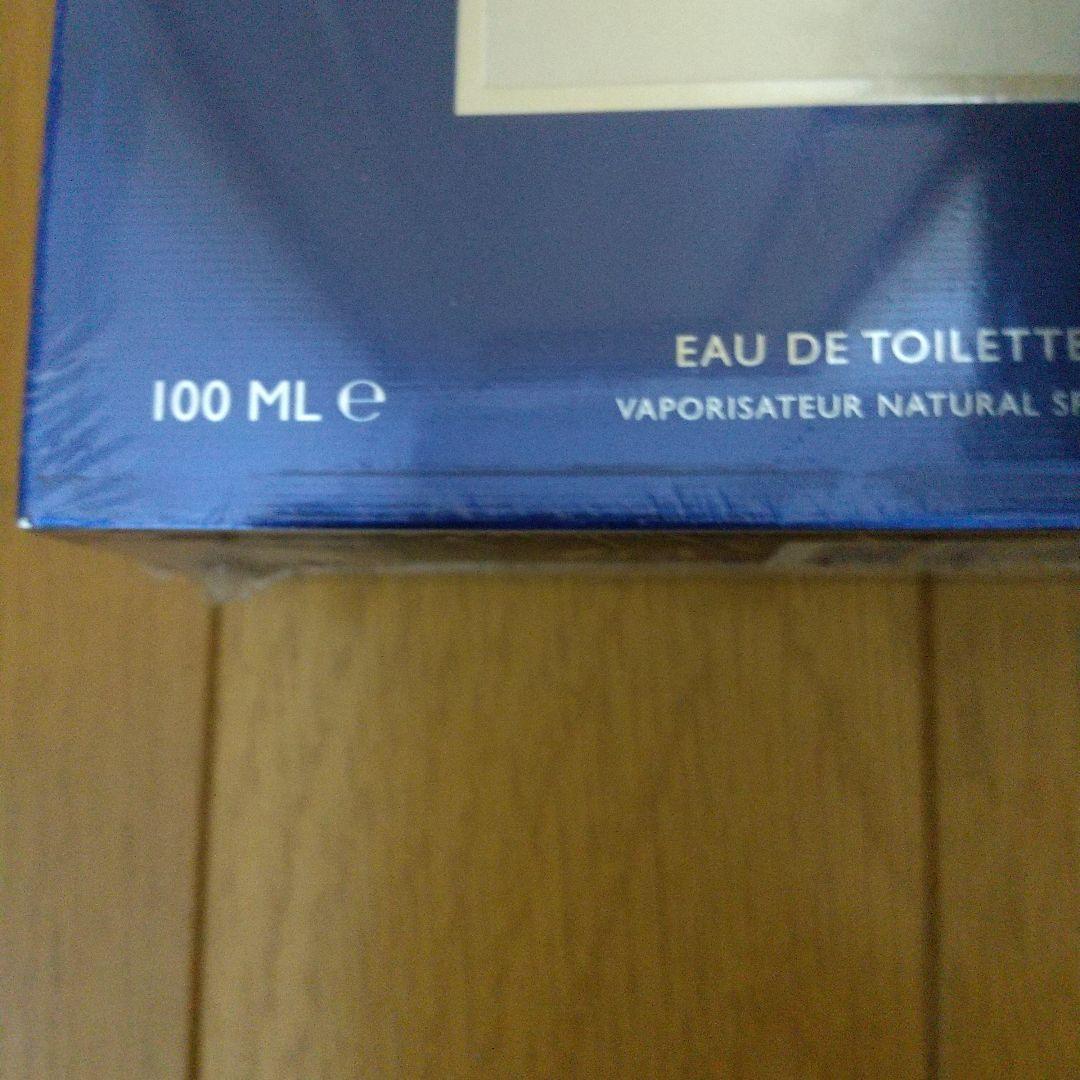 EAU DE TOILETTE
100 ML ℮
VAPORISATEUR NATURAL